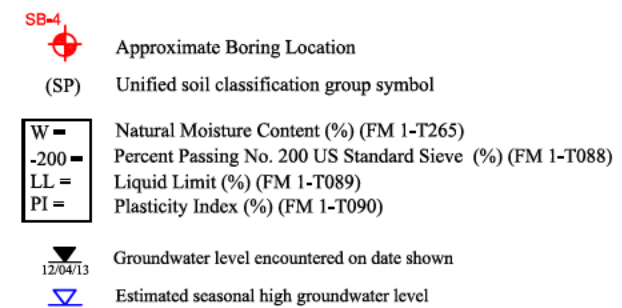 SB-4
Approximate Boring Location
(SP) Unified soil classification group symbol
W = Natural Moisture Content (%) (FM 1-T265)
-200 = Percent Passing No. 200 US Standard Sieve (%) (FM 1-T088)
LL = Liquid Limit (%) (FM 1-T089)
PI = Plasticity Index (%) (FM 1-T090)
12/04/13 Groundwater level encountered on date shown
Estimated seasonal high groundwater level